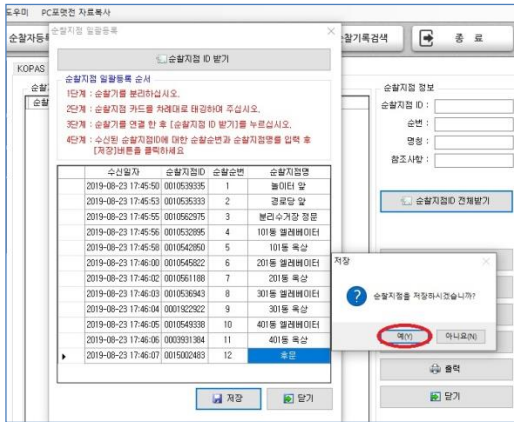 도우미 PC포맷전 자료복사
순찰지점 일괄등록
순찰자등
찰기록검색
종 료
순찰지점 ID 받기
KOPAS
순찰지점 일괄등록 순서
1단계 : 순찰기를 분리하십시오.
2단계 : 순찰지점 카드를 차례대로 태깅하여 주십시오.
3단계 : 순찰기를 연결 한 후 [순찰지점 ID 받기]를 누르십시오.
4단계 : 수신된 순찰지점ID에 대한 순찰순번과 순찰지점명를 입력 후
[저장]버튼을 클릭하세요
수신일자 순찰지점ID 순찰순번 순찰지점명
2019-08-23 17:45:50 0010539335 1 놀이터 앞
2019-08-23 17:45:53 0010535333 2 경로당 앞
2019-08-23 17:45:55 0010562975 3 분리수거장 정문
2019-08-23 17:45:56 0010532895 4 101동 엘레베이터
2019-08-23 17:45:58 0010542850 5 101동 옥상
2019-08-23 17:46:00 0010545822 6 201동 엘레베이터
2019-08-23 17:46:02 0010561188 7 201동 옥상
2019-08-23 17:46:03 0010536943 8 301동 엘레베이터
2019-08-23 17:46:04 0001922922 9 301동 옥상
2019-08-23 17:46:05 0010549338 10 401동 엘레베이터
2019-08-23 17:46:06 0003931384 11 401동 옥상
2019-08-23 17:46:07 0015002483 12 후문
저장
닫기
순찰지점 정보
순찰지점 ID :
순번 :
명칭 :
참조사항 :
순찰지점ID 전체받기
저장
순찰지점을 저장하시겠습니까?
예(Y)
아니요(N)
출력
닫기